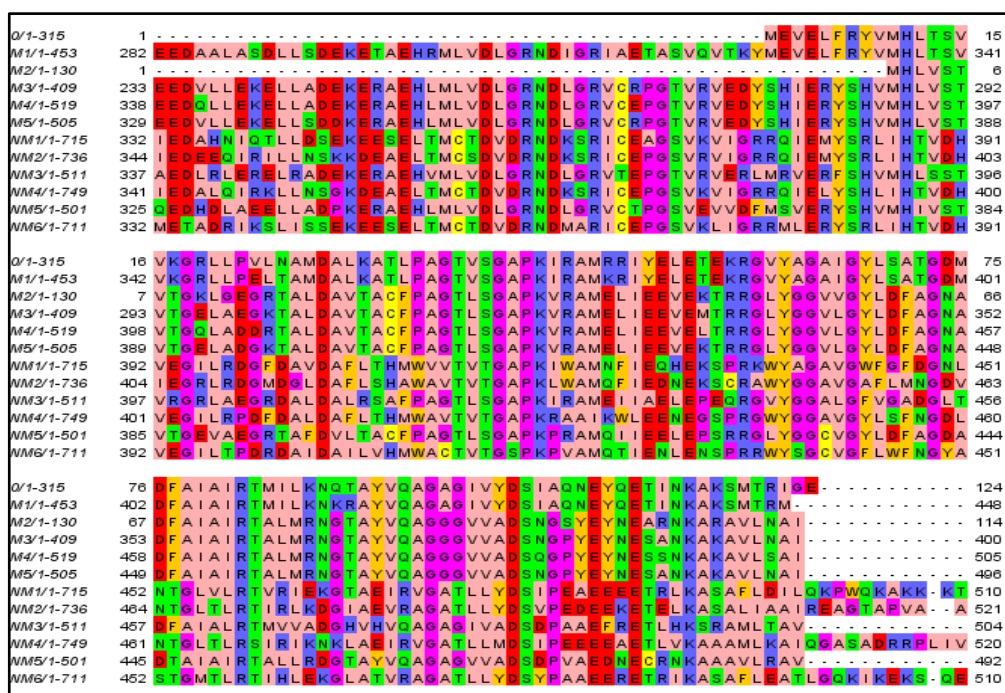 0/1-315 1 ---------------------------------------------MEVELFRYVMHLTSV 15
M1/1-453 282 EEDAALASDLLSDEKETAEHRMLVDLGRNDIGRIAETASVQVTKYMEVELFRYVMHLTSV 341
M2/1-130 1 ------------------------------------------------------MHLVST 6
M3/1-409 233 EEDVLLEKELLADEKERAEHLMLVDLGRNDLGRVCRPGTVRVEDYSHIERYSHVMHLVST 292
M4/1-519 338 EEDQLLEKELLADEKERAEHLMLVDLGRNDLGRVCRPGTVRVEDYSHIERYSHVMHLVST 397
M5/1-505 329 EEDVLLEKELLSDDKERAEHLMLVDLGRNDLGRVCRPGTVRVEDYSHIERYSHVMHLVST 388
NM1/1-715 332 IEDAHNIQTLLDSEKEESELTMCTDVDRNDKSRICEAGSVKVIGRRQIEMYSRLIHTVDH 391
NM2/1-736 344 IEDEEQIRILLNSKKDEAELTMCSDVDRNDKSRICEPGSVRVIGRRQIEMYSRLIHTVDH 403
NM3/1-511 337 AEDLRLERELRADEKERAEHVMLVDLGRNDLGRVTEPGTVRVERLMRVERFSHVMHLSST 396
NM4/1-749 341 IEDALQIRKLLNSGKDEAELTMCTDVDRNDKSRICEPGSVKVIGRRQIELYSHLIHTVDH 400
NM5/1-501 325 QEDHDLAEELLADPKERAEHLMLVDLGRNDLGRVCTPGSVEVVDFMSVERYSHVMHIVST 384
NM6/1-711 332 METADRIKSLISSEKEESELTMCTDVDRNDMARICEPGSVKLIGRRMLERYSRLIHTVDH 391
0/1-315 16 VKGRLLPVLNAMDALKATLPAGTVSGAPKIRAMRRIYELETEKRGVYAGAIGYLSATGDM 75
M1/1-453 342 VKGRLLPELTAMDALKATLPAGTVSGAPKIRAMKRIYELETEKRGVYAGAIGYLSATGDM 401
M2/1-130 7 VTGKLGEGRTALDAVTACFPAGTLSGAPKVRAMELIEEVEKTRRGLYGGVVGYLDFAGNA 66
M3/1-409 293 VTGELAEGKTALDAVTACFPAGTLSGAPKVRAMELIEEVEMTRRGLYGGVLGYLDFAGNA 352
M4/1-519 398 VTGQLADDRTALDAVTACFPAGTLSGAPKVRAMELIEEVELTRRGLYGGVLGYLDFAGNA 457
M5/1-505 389 VTGELADGKTALDAVTACFPAGTLSGAPKVRAMELIEEVEKTRRGLYGGVLGYLDFAGNA 448
NM1/1-715 392 VEGILRDGFDAVDAFLTHMWVVTVTGAPKIWAMNFIEQHEKSPRKWYAGAVGWFGFDGNL 451
NM2/1-736 404 IEGRLRDGMDGLDAFLSHAWAVTVTGAPKLWAMQFIEDNEKSCRAWYGGAVGAFLMNGDV 463
NM3/1-511 397 VRGRLAEGRDALDALRSAFPAGTLSGAPKIRAMEIIAELEPEQRGVYGGALGFVGADGLT 456
NM4/1-749 401 VEGILRPDFDALDAFLTHMWAVTVTGAPKRAAIKWLEENEGSPRGWYGGAVGYLSFNGDL 460
NM5/1-501 385 VTGEVAEGRTAFDVLTACFPAGTLSGAPKPRAMQLIEELEPSRRGLYGGCVGYLDFAGDA 444
NM6/1-711 392 VEGILTPDRDAIDAILVHMWACTVTGSPKPVAMQTIENLENSPRRWYSGCVGFLWFNGYA 451
0/1-315 76 DFAIAIRTMILKNQTAYVQAGAGIVYDSIAQNEYQETINKAKSMTRIGE----------- 124
M1/1-453 402 DFAIAIRTMILKNKRAYVQAGAGIVYDSIAQNEYQETINKAKSMTRM------------- 448
M2/1-130 67 DFAIAIRTALMRNGTAYVQAGGGVVADSNGSYEYNEARNKARAVLNAI------------ 114
M3/1-409 353 DFAIAIRTALMRNGTAYVQAGGGVVADSNGPYEYNESANKAKAVLNAI------------ 400
M4/1-519 458 DFAIAIRTALMRNGTAYVQAGGGVVADSQGPYEYNESSNKAKAVLSAI------------ 505
M5/1-505 449 DFAIAIRTALMRNGTAYVQAGGGVVADSNGPYEYNESANKAKAVLNAI------------ 496
NM1/1-715 452 NTGLVLRTVRIEKGTAEIRVGATLLYDSIPEAEEEETRLKASAFLDILQKPWQKAKK-KT 510
NM2/1-736 464 NTGLTLRTIRLKDGIAEVRAGATLLYDSVPEDEEKETELKASALIAAIREAGTAPVA--A 521
NM3/1-511 457 DFAIALRTMVVADGHVHVQAGAGIVADSDPAAEFRETLHKSRAMLTAV------------ 504
NM4/1-749 461 NTGLTLRSIRIKNKLAEIRVGATLLMDSIPEEEEAETLVKAAAMLKAIQGASADRRPLIV 520
NM5/1-501 445 DTAIAIRTALLRDGTAYVQAGAGVVADSDPVAEDNECRNKAAAVLRAV------------ 492
NM6/1-711 452 STGMTLRTIHLEKGLATVRAGATLLYDSYPAAEERETRIKASAFLEATLGQKIKEKS-QE 510